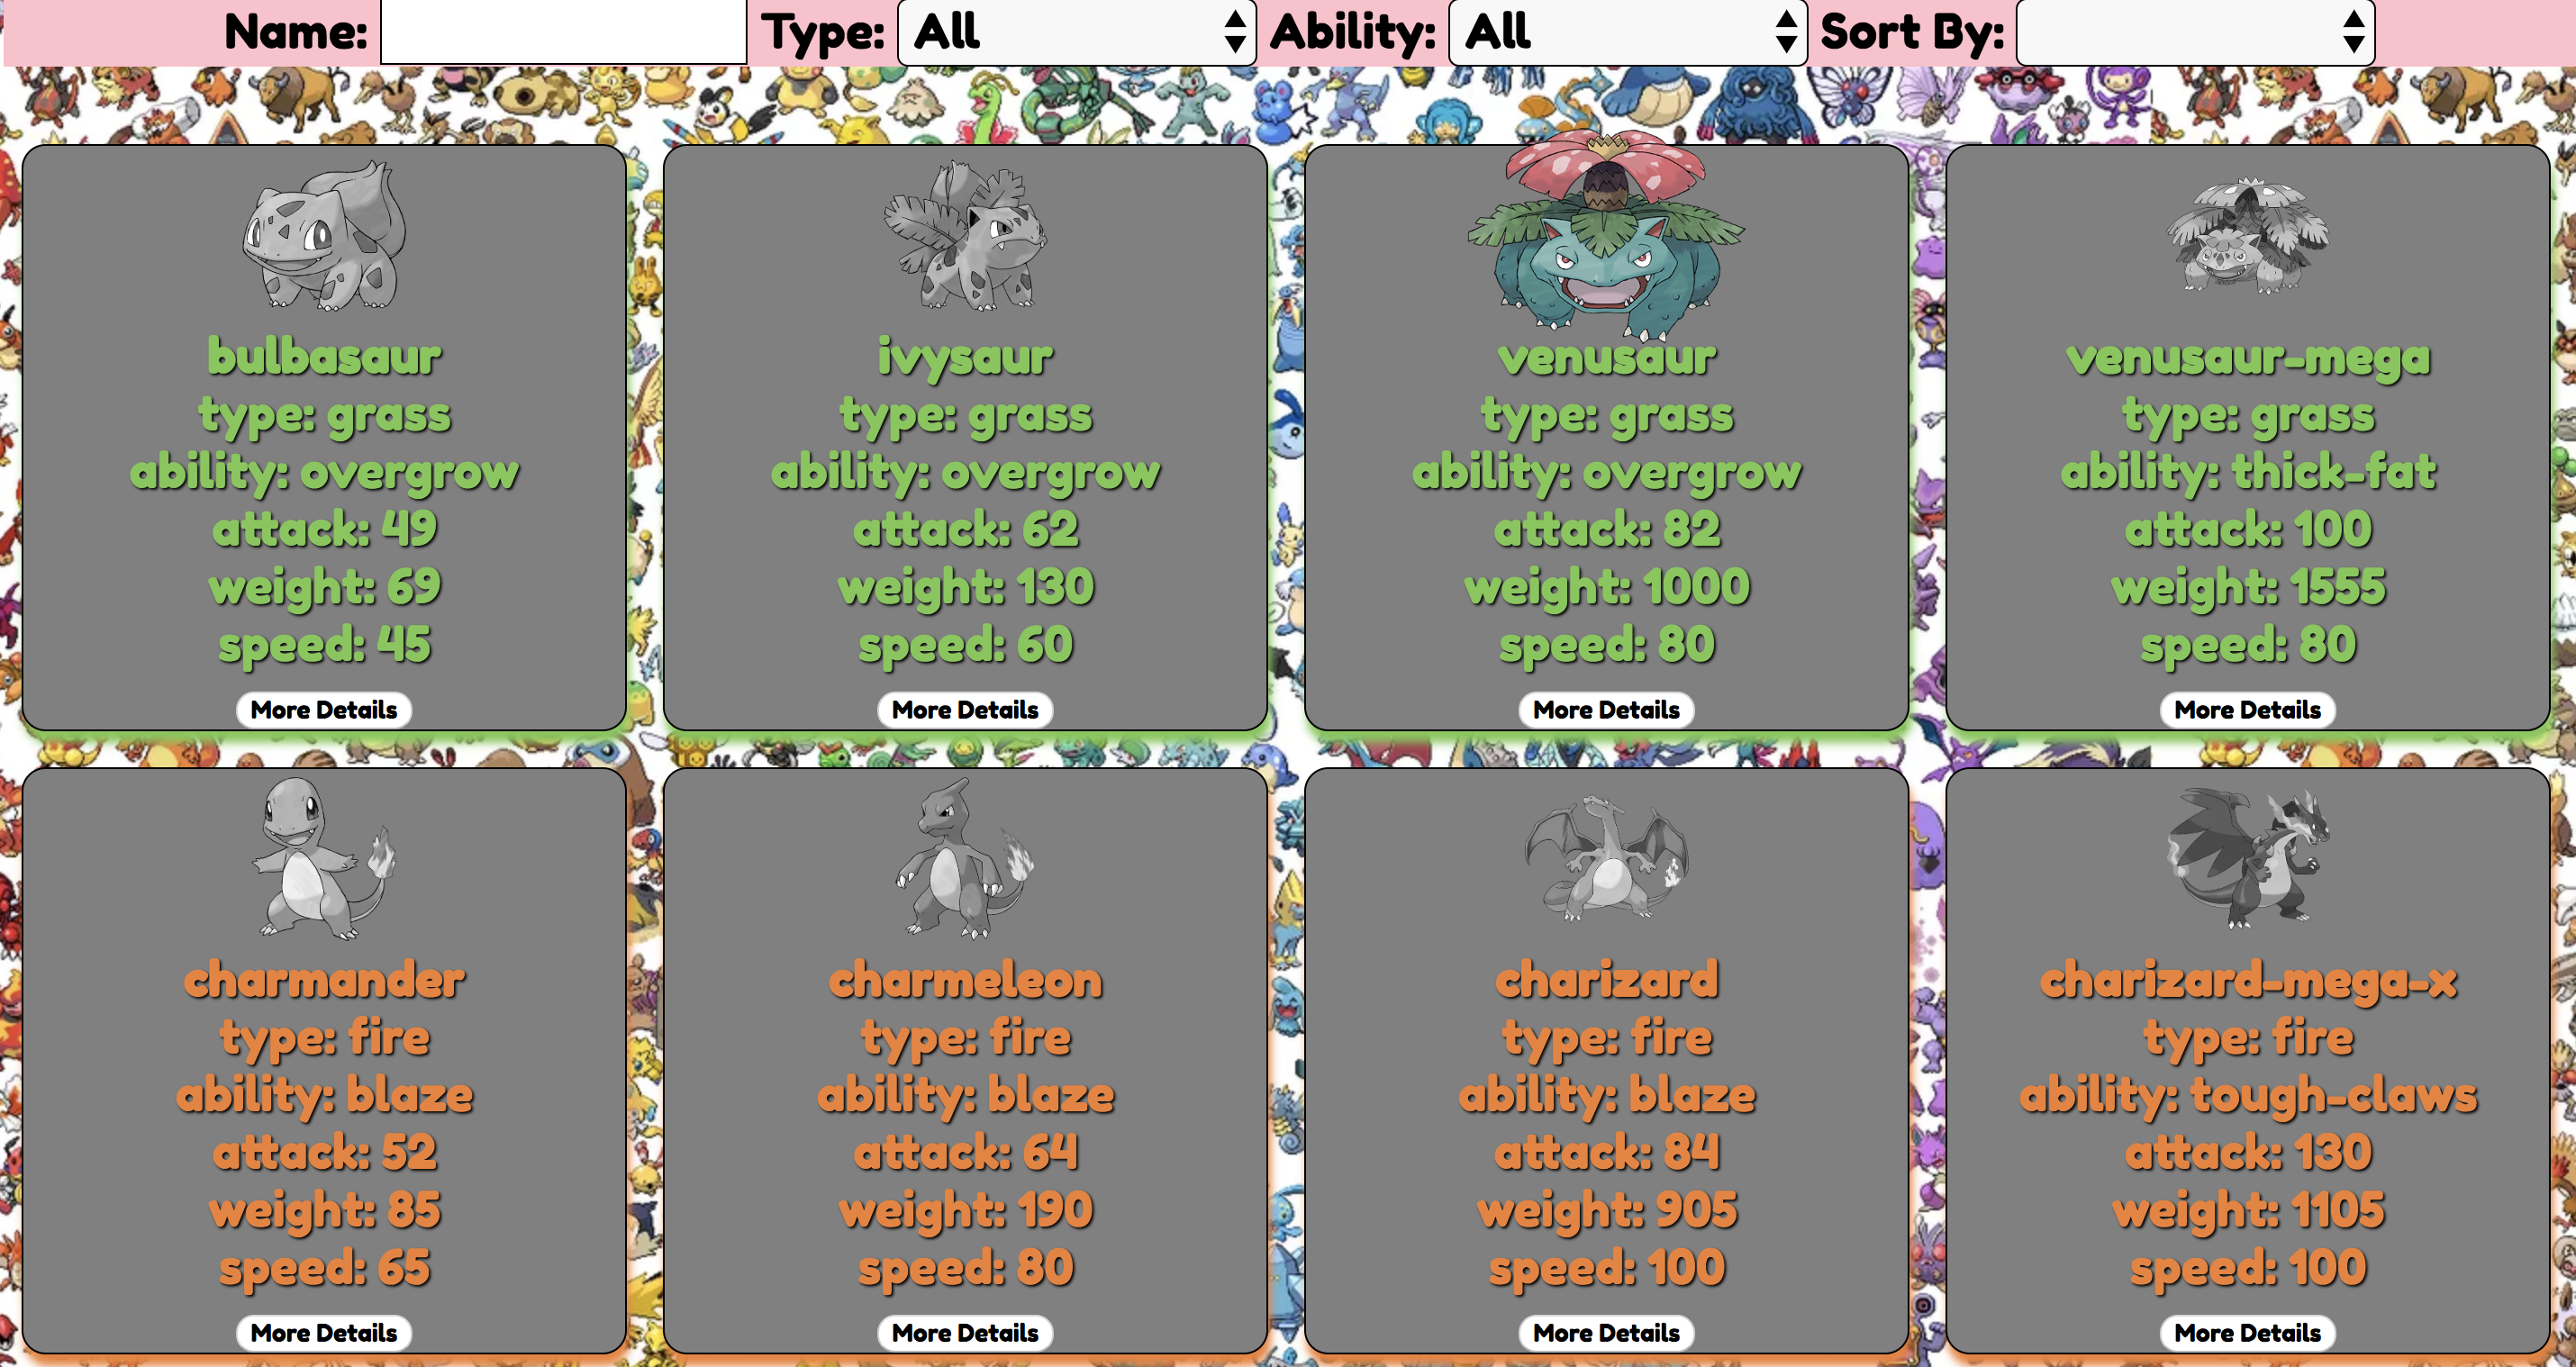 Name: Type: All Ability: All Sort By:
bulbasaur
type: grass
ability: overgrow
attack: 49
weight: 69
speed: 45
More Details
ivysaur
type: grass
ability: overgrow
attack: 62
weight: 130
speed: 60
More Details
venusaur
type: grass
ability: overgrow
attack: 82
weight: 1000
speed: 80
More Details
venusaur-mega
type: grass
ability: thick-fat
attack: 100
weight: 1555
speed: 80
More Details
charmander
type: fire
ability: blaze
attack: 52
weight: 85
speed: 65
More Details
charmeleon
type: fire
ability: blaze
attack: 64
weight: 190
speed: 80
More Details
charizard
type: fire
ability: blaze
attack: 84
weight: 905
speed: 100
More Details
charizard-mega-x
type: fire
ability: tough-claws
attack: 130
weight: 1105
speed: 100
More Details